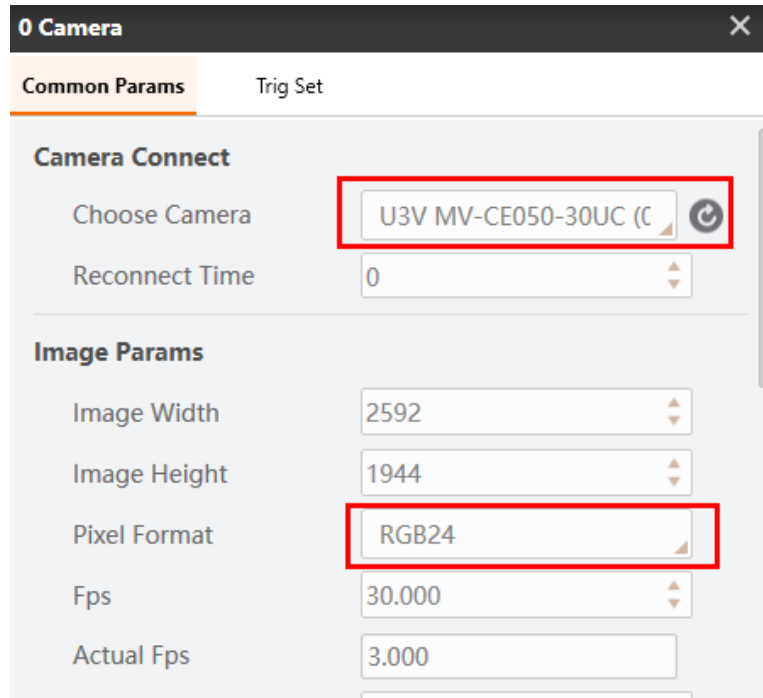 0 Camera
Common Params Trig Set
Camera Connect
Choose Camera U3V MV-CE050-30UC (0
Reconnect Time 0
Image Params
Image Width 2592
Image Height 1944
Pixel Format RGB24
Fps 30.000
Actual Fps 3.000